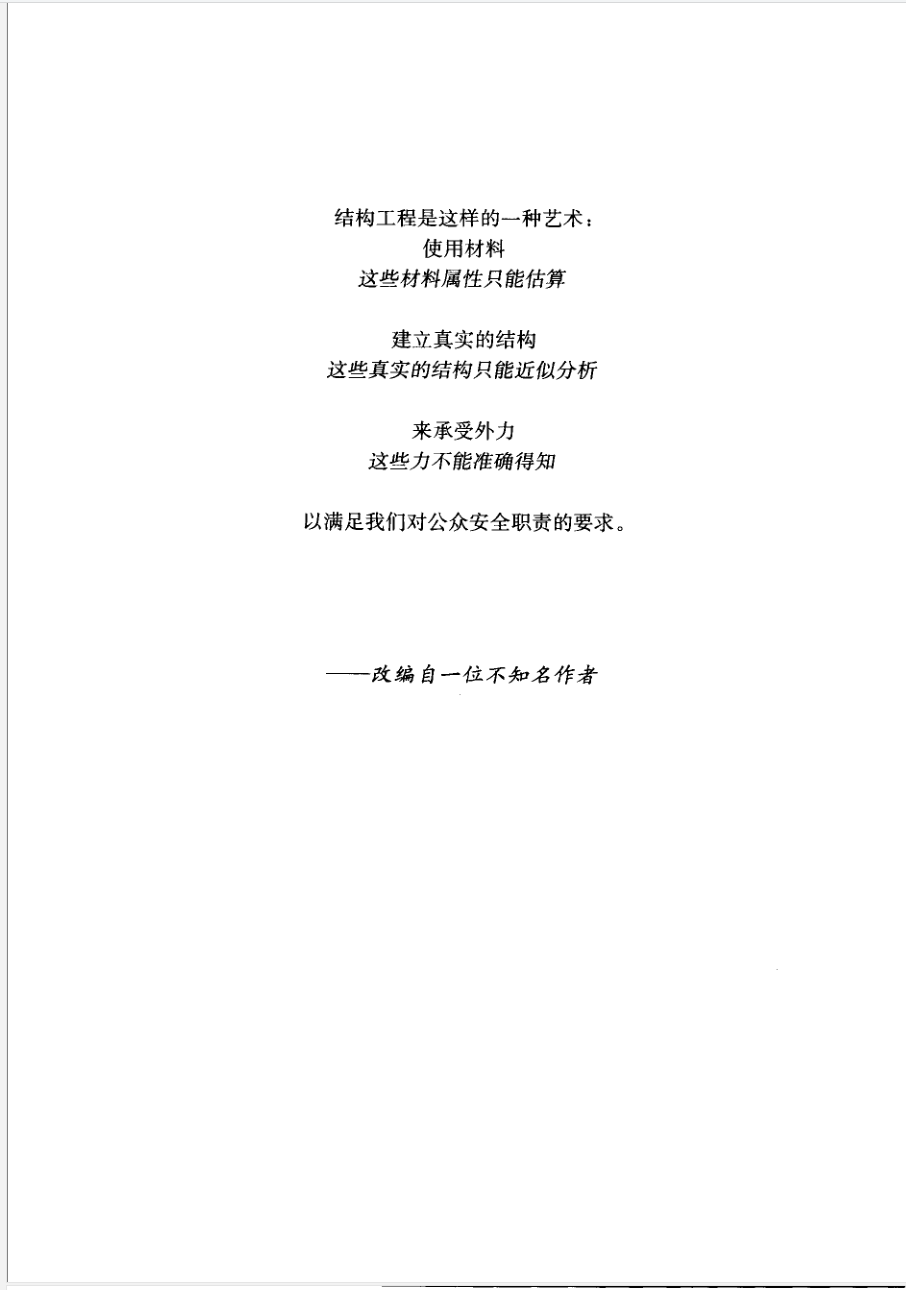 结构工程是这样的一种艺术：
使用材料
这些材料属性只能估算
建立真实的结构
这些真实的结构只能近似分析
来承受外力
这些力不能准确得知
以满足我们对公众安全职责的要求。
——改编自一位不知名作者